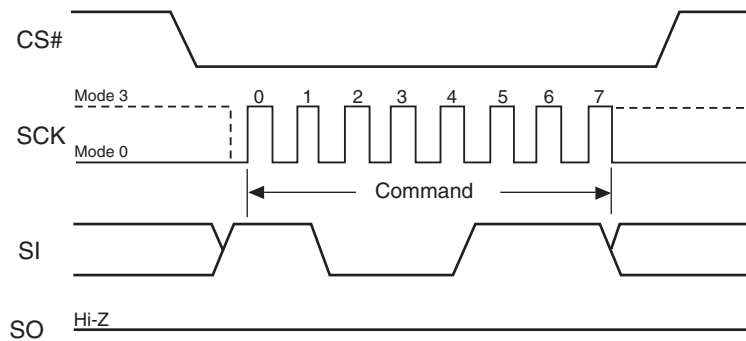 CS#
Mode 3
0 1 2 3 4 5 6 7
SCK
Mode 0
Command
SI
Hi-Z
SO